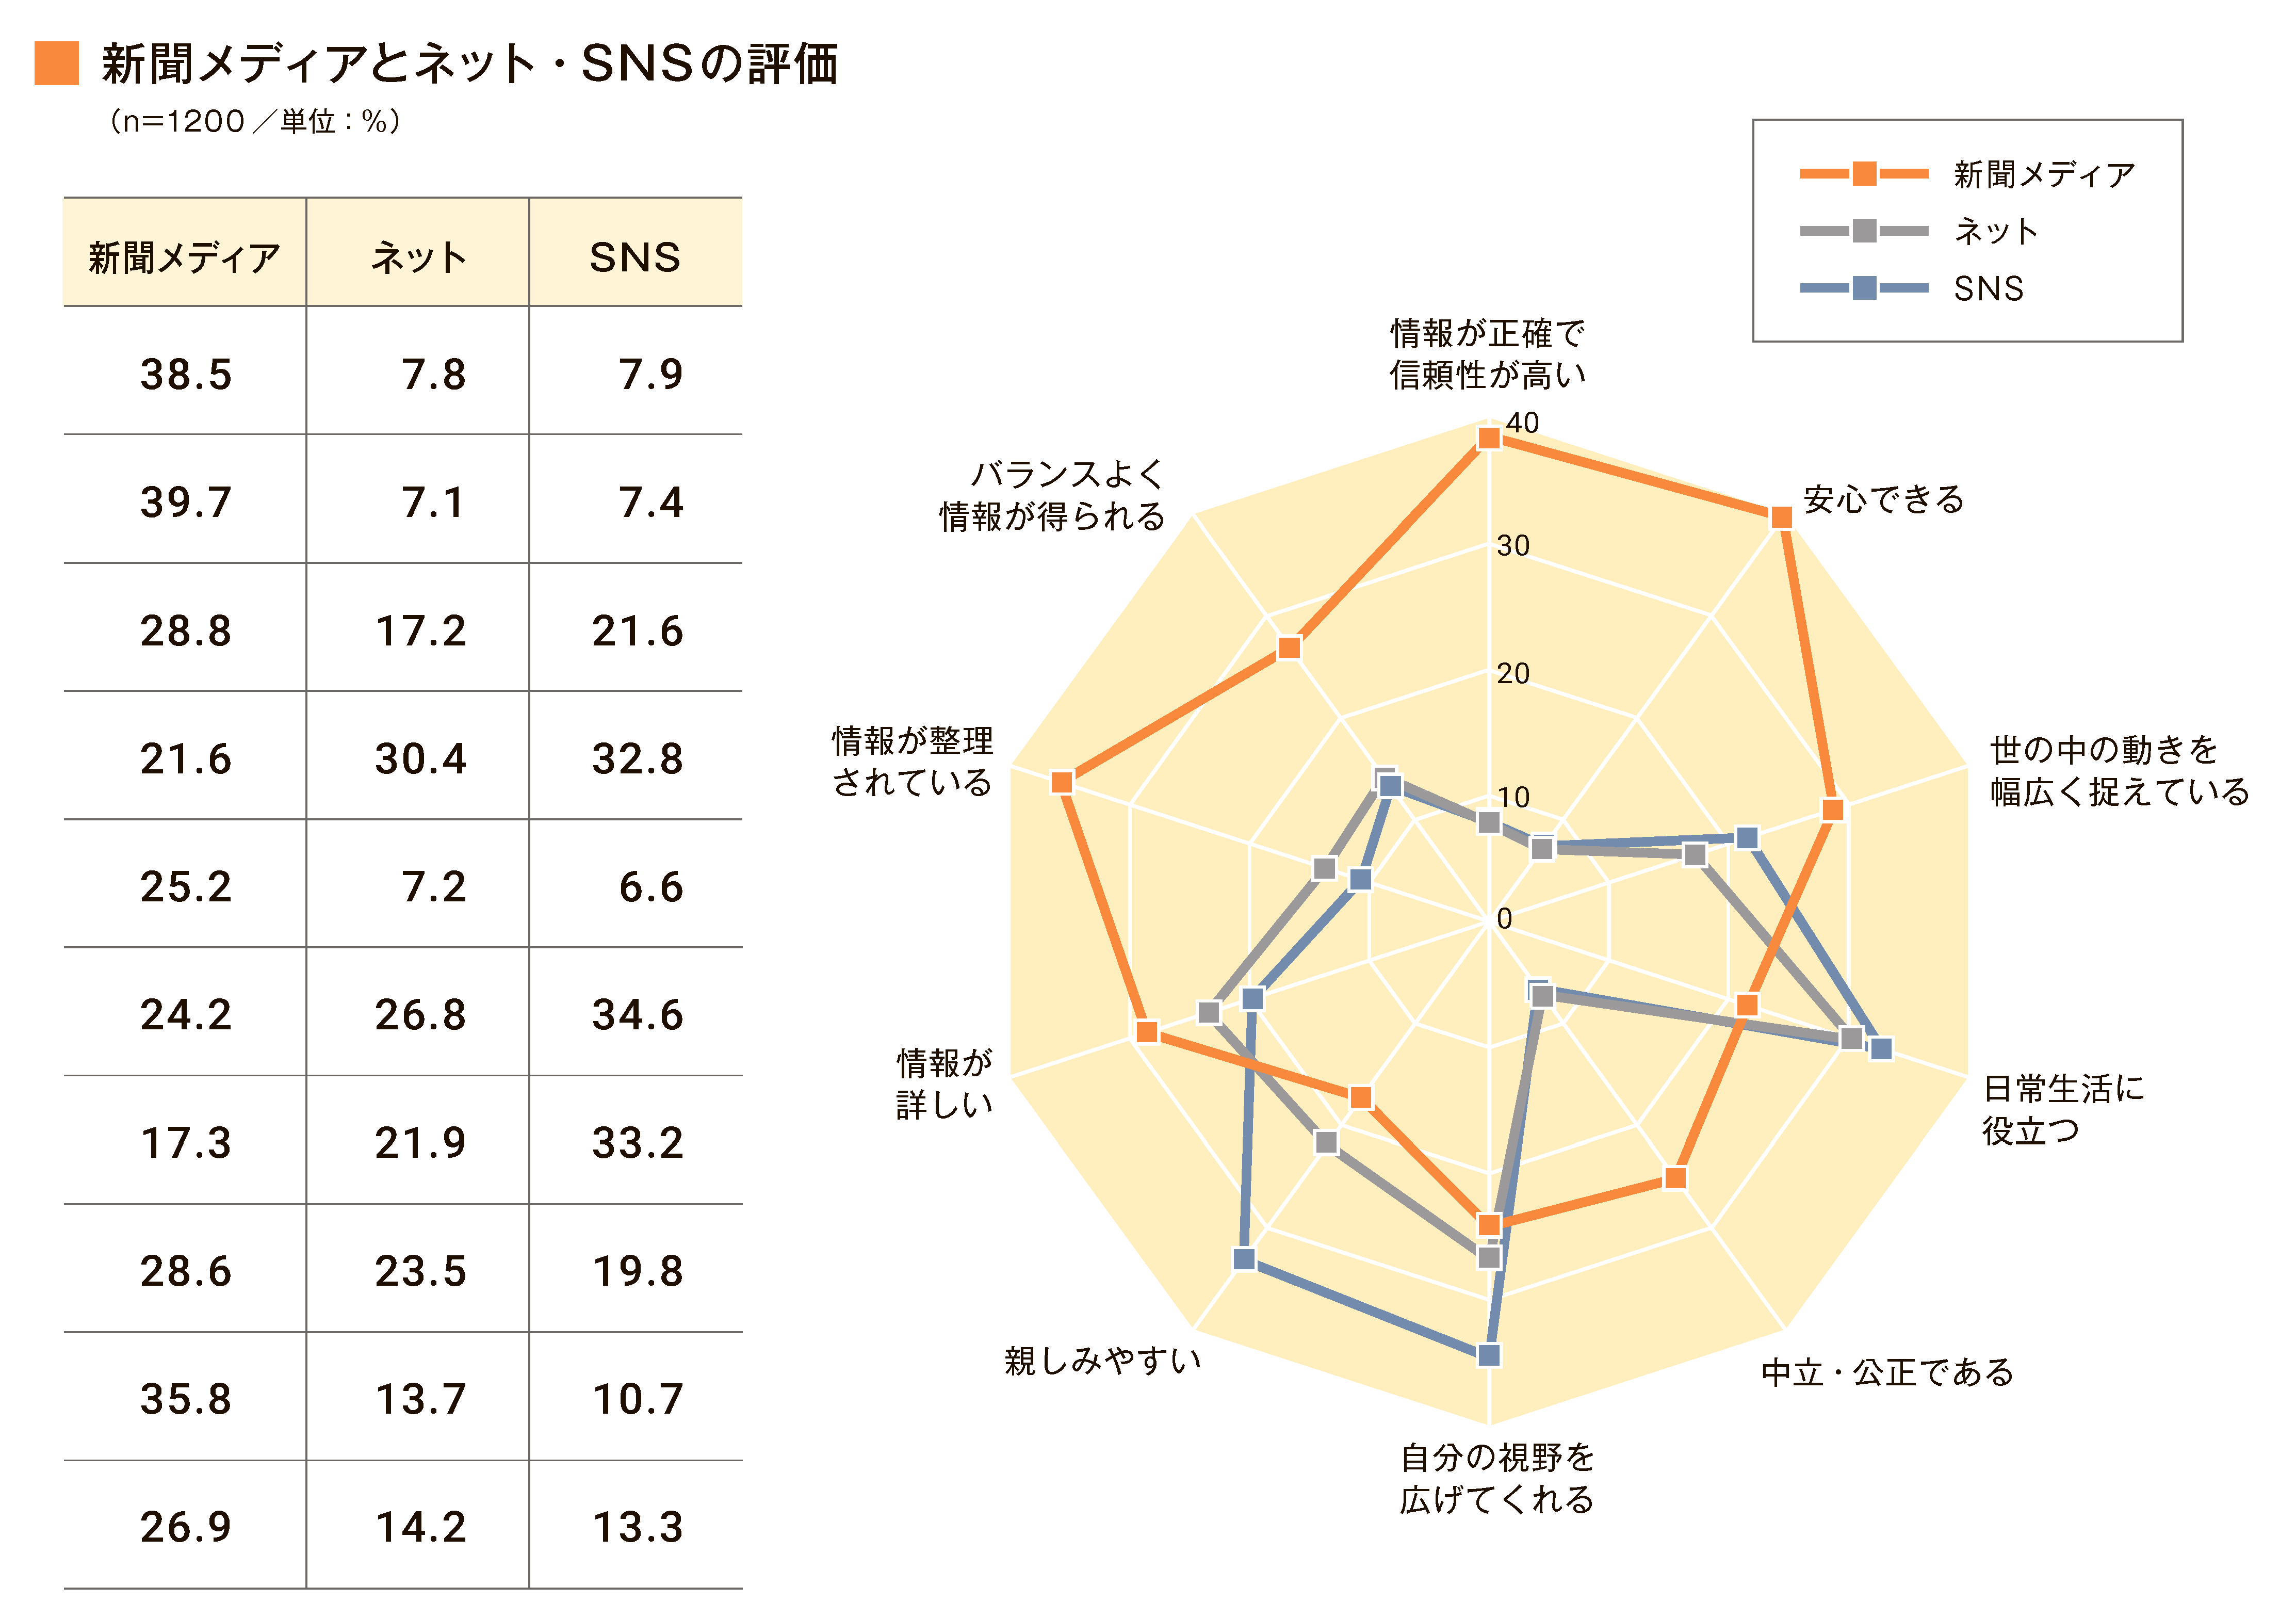 新聞メディアとネット・SNSの評価
（n=1200／単位：%）
新聞メディア ネット SNS
38.5 7.8 7.9
39.7 7.1 7.4
28.8 17.2 21.6
21.6 30.4 32.8
25.2 7.2 6.6
24.2 26.8 34.6
17.3 21.9 33.2
28.6 23.5 19.8
35.8 13.7 10.7
26.9 14.2 13.3
新聞メディア
ネット
SNS
情報が正確で
信頼性が高い
安心できる
世の中の動きを
幅広く捉えている
日常生活に
役立つ
中立・公正である
自分の視野を
広げてくれる
親しみやすい
情報が
詳しい
情報が整理
されている
バランスよく
情報が得られる
40
30
20
10
0